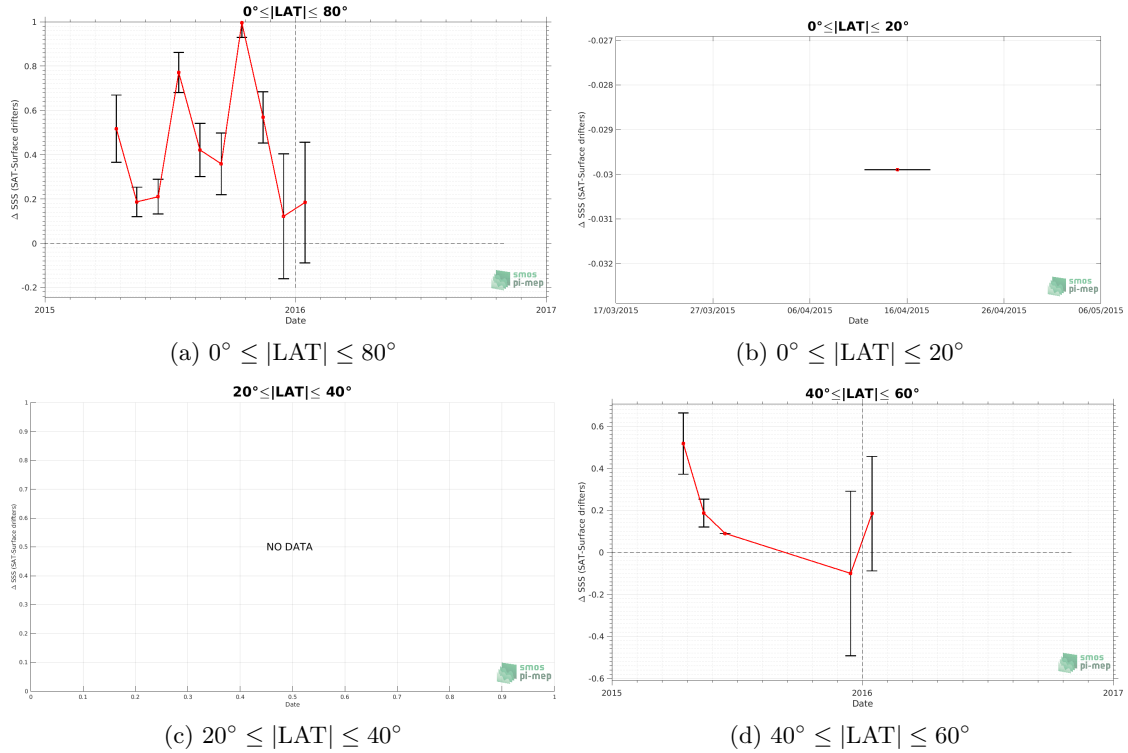 0°≤|LAT|≤ 80°
Δ SSS (SAT-Surface drifters)
1
0.8
0.6
0.4
0.2
0
-0.2
2015 2016 2017
Date
smos
pi-mep
(a) 0° ≤ |LAT| ≤ 80°
0°≤|LAT|≤ 20°
Δ SSS (SAT-Surface drifters)
-0.027
-0.028
-0.029
-0.03
-0.031
-0.032
17/03/2015 27/03/2015 06/04/2015 16/04/2015 26/04/2015 06/05/2015
Date
smos
pi-mep
(b) 0° ≤ |LAT| ≤ 20°
20°≤|LAT|≤ 40°
Δ SSS (SAT-Surface drifters)
1
0.9
0.8
0.7
0.6
0.5
0.4
0.3
0.2
0.1
0
NO DATA
0 0.1 0.2 0.3 0.4 0.5 0.6 0.7 0.8 0.9 1
Date
smos
pi-mep
(c) 20° ≤ |LAT| ≤ 40°
40°≤|LAT|≤ 60°
Δ SSS (SAT-Surface drifters)
0.6
0.4
0.2
0
-0.2
-0.4
-0.6
2015 2016 2017
Date
smos
pi-mep
(d) 40° ≤ |LAT| ≤ 60°